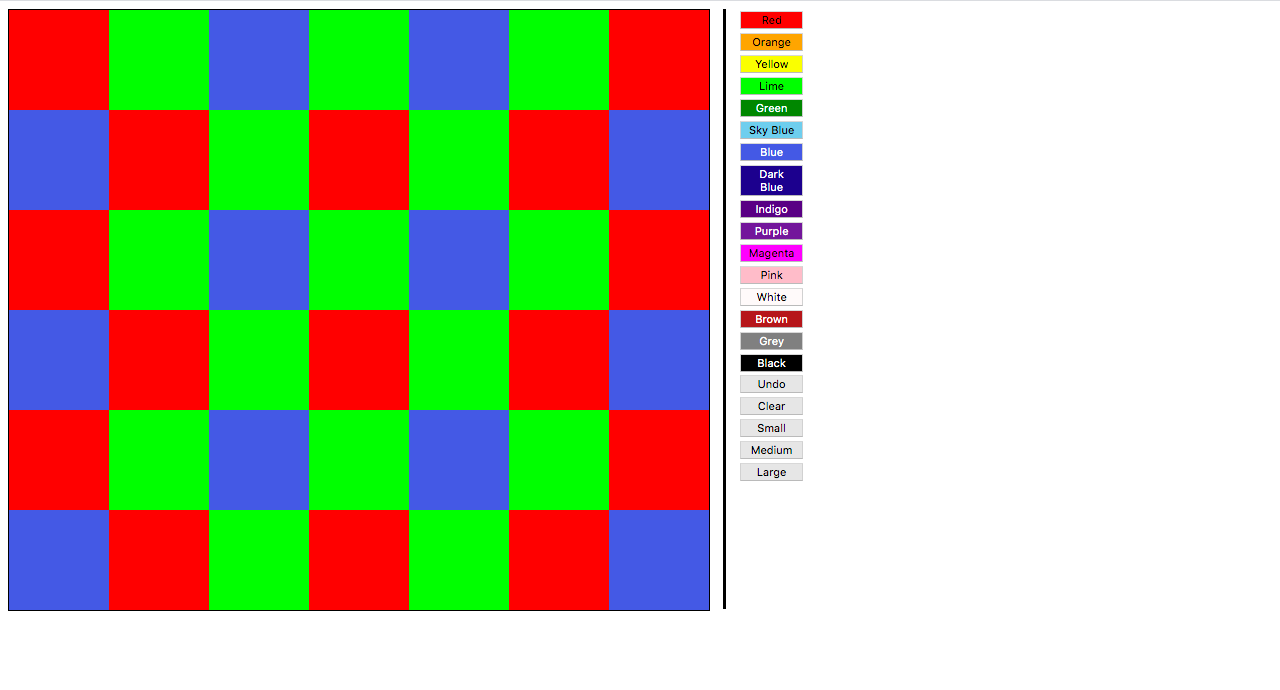 Red
Orange
Yellow
Lime
Green
Sky Blue
Blue
Dark
Blue
Indigo
Purple
Magenta
Pink
White
Brown
Grey
Black
Undo
Clear
Small
Medium
Large